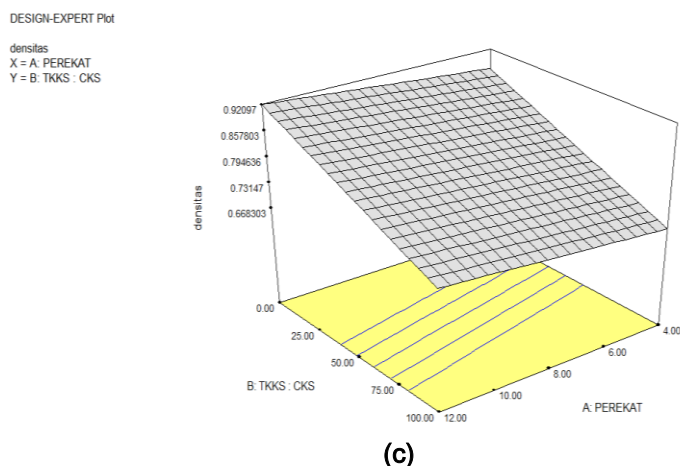 DESIGN-EXPERT Plot
densitas
X = A: PEREKAT
Y = B: TKKS : CKS
0.92097
0.857803
0.794636
0.73147
0.668303
densitas
0.00
25.00
50.00
75.00
100.00
B: TKKS : CKS
4.00
6.00
8.00
10.00
12.00
A: PEREKAT
(c)